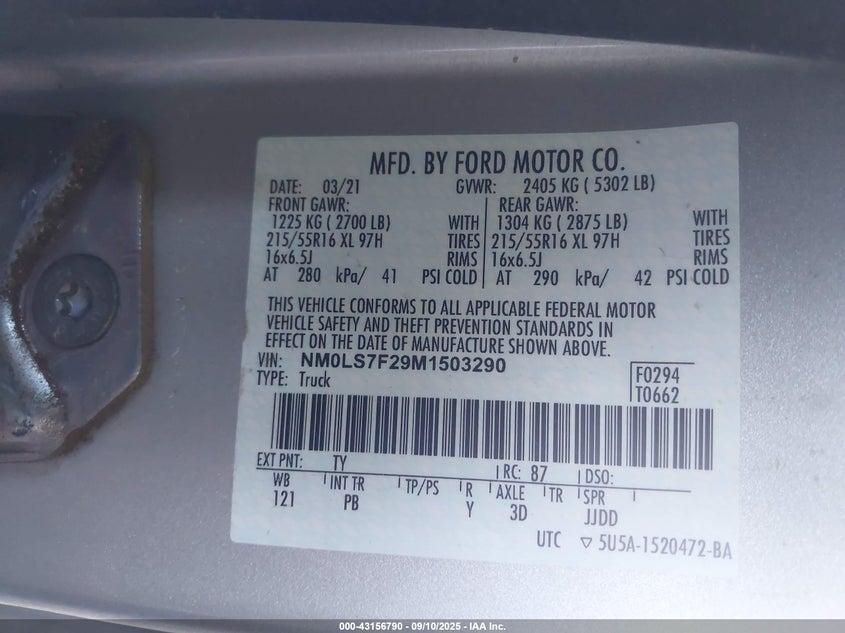 MFD. BY FORD MOTOR CO.
DATE: 03/21 GVWR: 2405 KG ( 5302 LB)
FRONT GAWR: REAR GAWR:
1225 KG ( 2700 LB) WITH 1304 KG ( 2875 LB) WITH
215/55R16 XL 97H TIRES 215/55R16 XL 97H TIRES
16x6.5J RIMS 16x6.5J RIMS
AT 280 kPa/ 41 PSI COLD AT 290 kPa/ 42 PSI COLD
THIS VEHICLE CONFORMS TO ALL APPLICABLE FEDERAL MOTOR
VEHICLE SAFETY AND THEFT PREVENTION STANDARDS IN
EFFECT ON THE DATE OF MANUFACTURE SHOWN ABOVE.
VIN: NM0LS7F29M1503290
TYPE: Truck
F0294
T0662
EXT PNT: TY RC: 87 DSO:
WB INT TR TP/PS R AXLE TR SPR
121 PB Y 3D JJDD
UTC ▽ 5U5A-1520472-BA
000-43156790 - 09/10/2025 - IAA Inc.